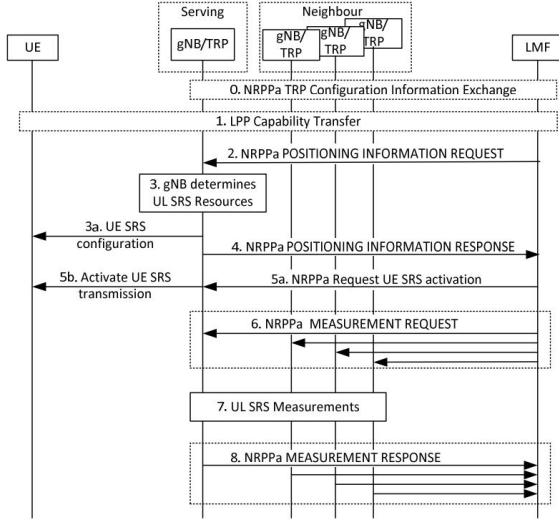 Serving
Neighbour
UE
gNB/TRP
gNB/
TRP
gNB/
TRP
gNB/
TRP
LMF
0. NRPPa TRP Configuration Information Exchange
1. LPP Capability Transfer
2. NRPPa POSITIONING INFORMATION REQUEST
3. gNB determines
UL SRS Resources
3a. UE SRS
configuration
4. NRPPa POSITIONING INFORMATION RESPONSE
5b. Activate UE SRS
transmission
5a. NRPPa Request UE SRS activation
6. NRPPa MEASUREMENT REQUEST
7. UL SRS Measurements
8. NRPPa MEASUREMENT RESPONSE